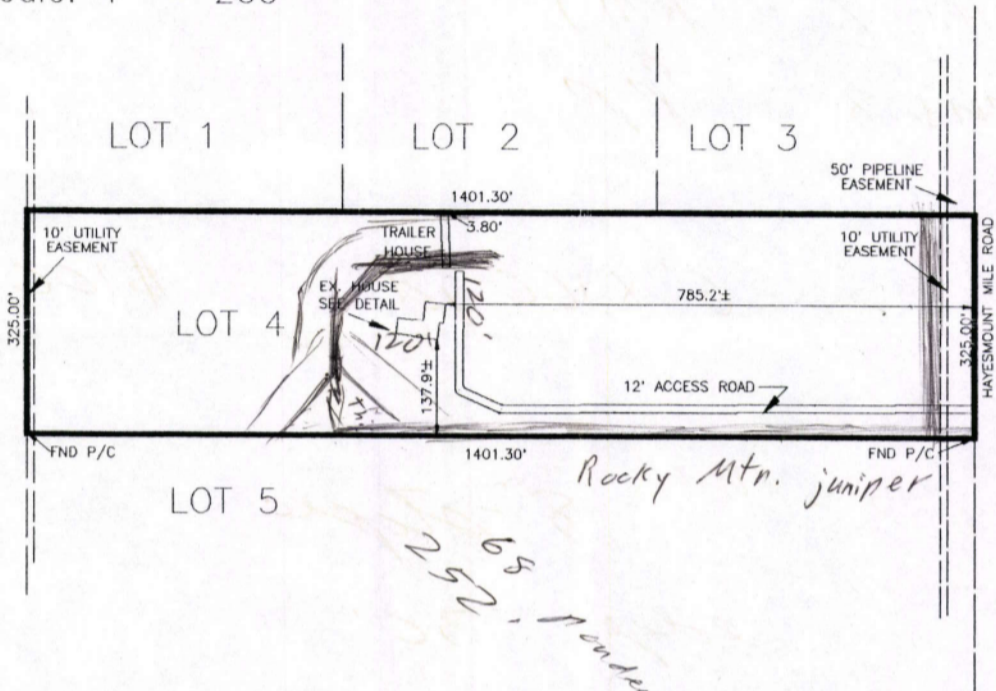 LOT 1
LOT 2
LOT 3
50' PIPELINE
EASEMENT
1401.30'
3.80'
TRAILER
HOUSE
10' UTILITY
EASEMENT
10' UTILITY
EASEMENT
HAYESMOUNT MILE ROAD
EX. HOUSE
SEE DETAIL
785.2'±
120'
325.00'
LOT 4
120'
325.00'
137.9'±
12' ACCESS ROAD
FND P/C
1401.30'
FND P/C
Rocky Mtn. juniper
LOT 5
68
252